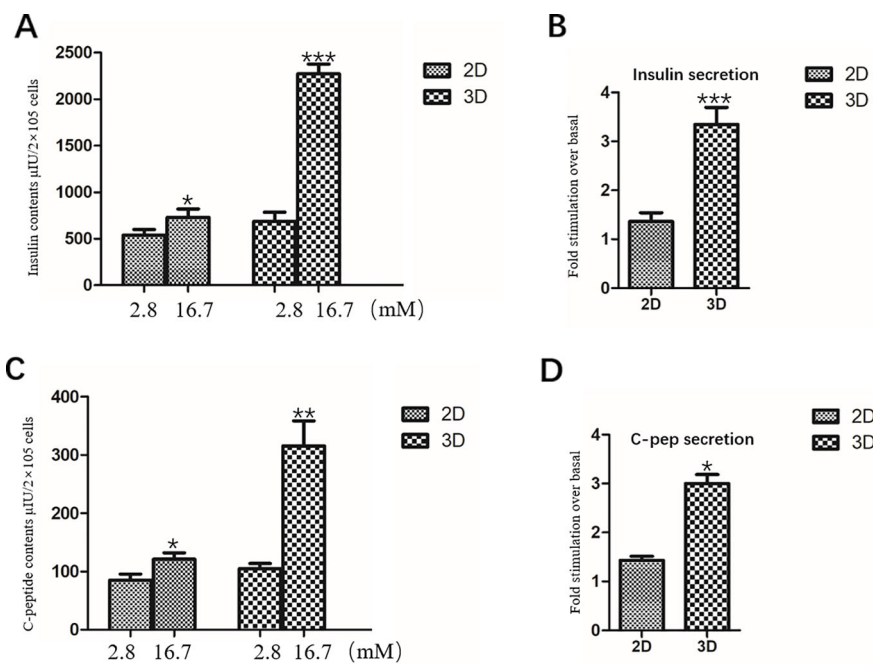 A
Insulin contents μIU/2×105 cells
2500
2000
1500
1000
500
0
*
***
2.8 16.7 2.8 16.7 (mM)
2D
3D
B
Insulin secretion
Fold stimulation over basal
4
3
2
1
0
***
2D 3D
2D
3D
C
C-peptide contents μIU/2×105 cells
400
300
200
100
0
*
**
2.8 16.7 2.8 16.7 (mM)
2D
3D
D
C-pep secretion
Fold stimulation over basal
4
3
2
1
0
*
2D 3D
2D
3D